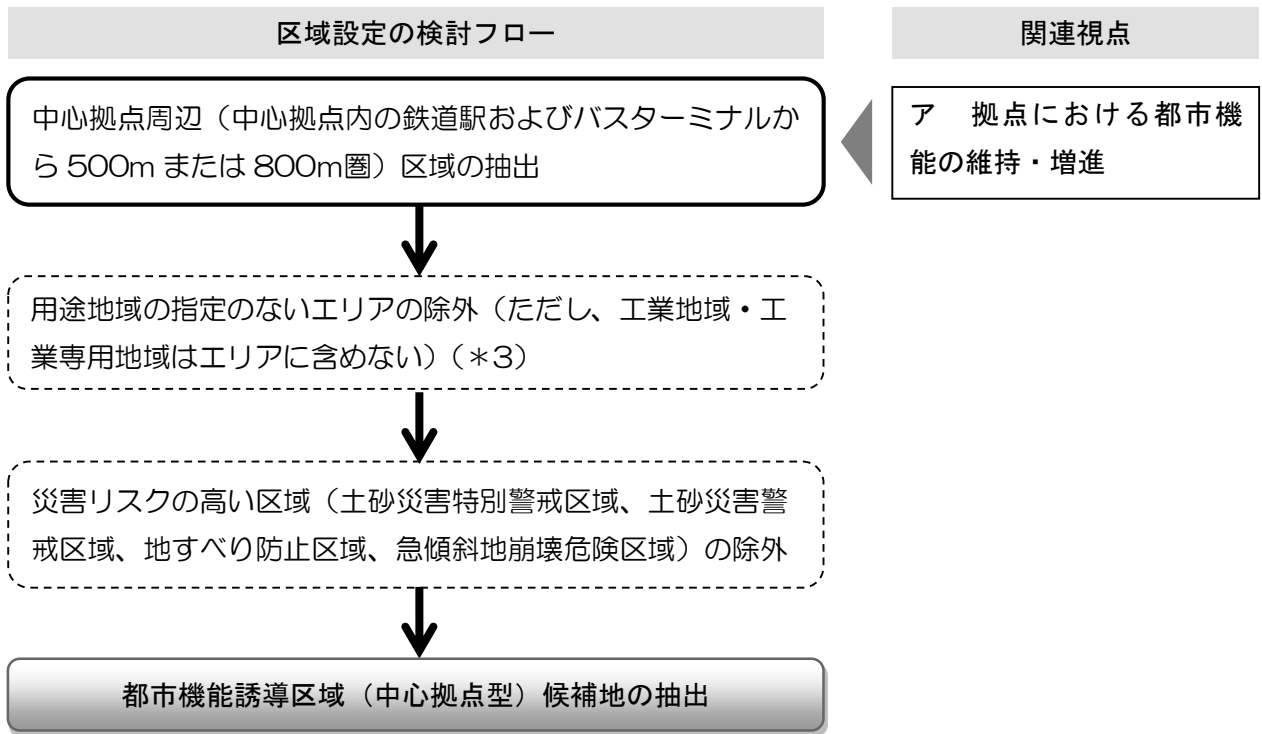 区域設定の検討フロー
関連視点
中心拠点周辺（中心拠点内の鉄道駅およびバスターミナルか
ら 500m または 800m圏）区域の抽出
ア　拠点における都市機
能の維持・増進
用途地域の指定のないエリアの除外（ただし、工業地域・工
業専用地域はエリアに含めない）（＊3）
災害リスクの高い区域（土砂災害特別警戒区域、土砂災害警
戒区域、地すべり防止区域、急傾斜地崩壊危険区域）の除外
都市機能誘導区域（中心拠点型）候補地の抽出